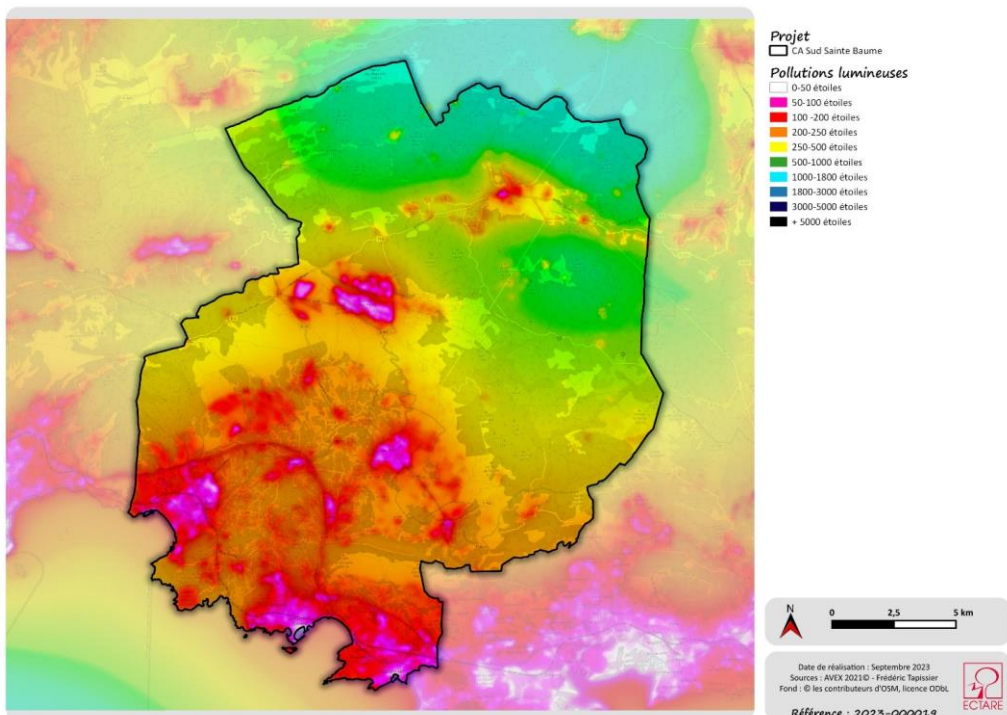 Projet
CA Sud Sainte Baume
Pollutions lumineuses
0-50 étoiles
50-100 étoiles
100 -200 étoiles
200-250 étoiles
250-500 étoiles
500-1000 étoiles
1000-1800 étoiles
1800-3000 étoiles
3000-5000 étoiles
+ 5000 étoiles
N
0 2,5 5 km
Date de réalisation : Septembre 2023
Sources : AVEX 2021© - Frédéric Tapissier
Fond : © les contributeurs d'OSM, licence ODbL
Référence : 2023-000019
ECTARE